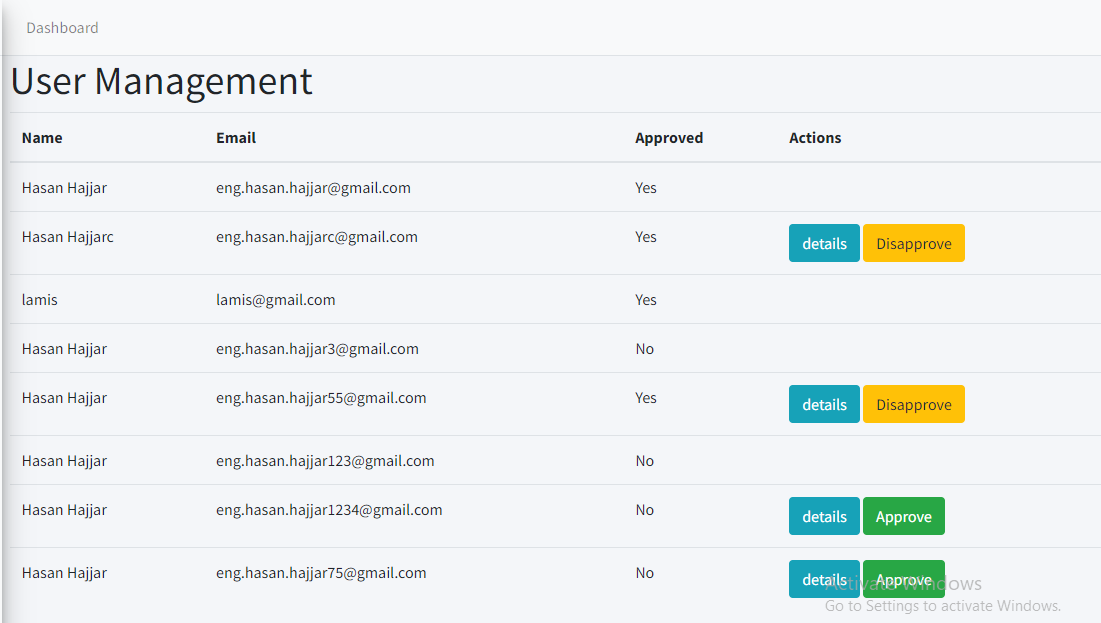 Dashboard
User Management
Name Email Approved Actions
Hasan Hajjar eng.hasan.hajjar@gmail.com Yes
Hasan Hajjarc eng.hasan.hajjarc@gmail.com Yes details Disapprove
lamis lamis@gmail.com Yes
Hasan Hajjar eng.hasan.hajjar3@gmail.com No
Hasan Hajjar eng.hasan.hajjar55@gmail.com Yes details Disapprove
Hasan Hajjar eng.hasan.hajjar123@gmail.com No
Hasan Hajjar eng.hasan.hajjar1234@gmail.com No details Approve
Hasan Hajjar eng.hasan.hajjar75@gmail.com No details Approve
Activate Windows
Go to Settings to activate Windows.